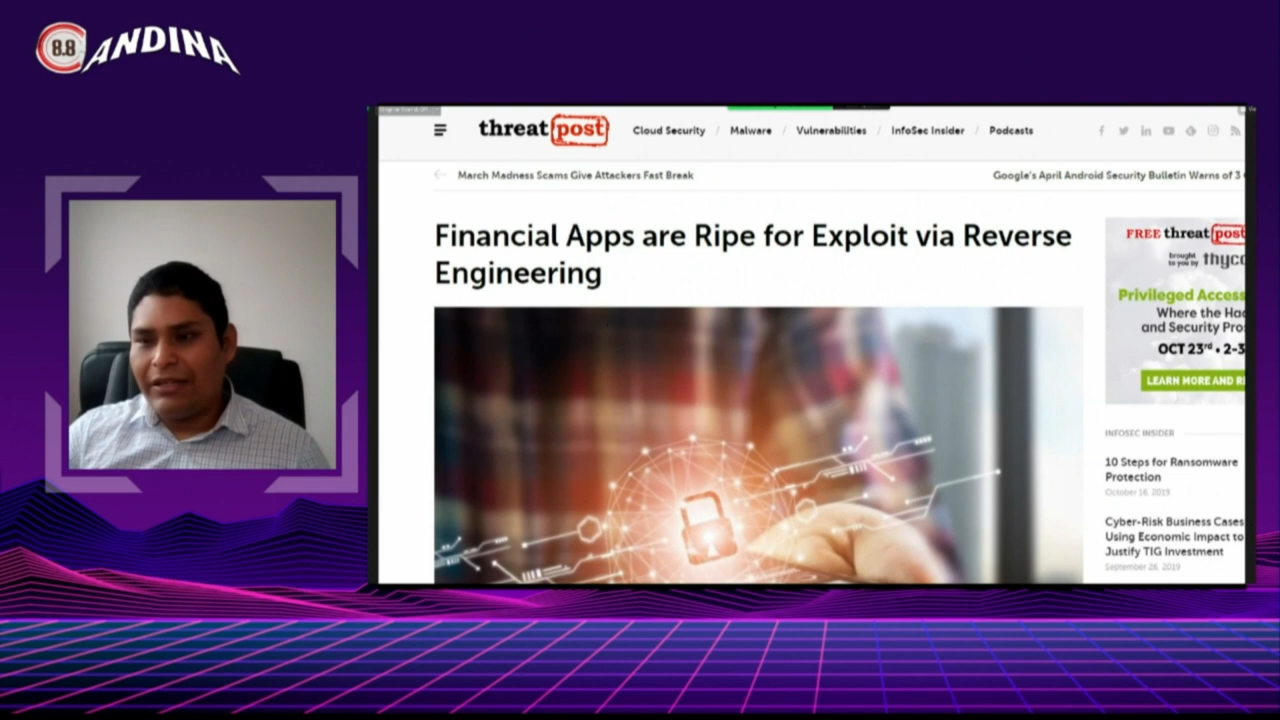 8.8 ANDINA
threatpost
Cloud Security / Malware / Vulnerabilities / InfoSec Insider / Podcasts
March Madness Scams Give Attackers Fast Break
Google's April Android Security Bulletin Warns of 3
Financial Apps are Ripe for Exploit via Reverse
Engineering
FREE threatpost
brought
to you by thyco
Privileged Access
Where the Hac
and Security Pro
OCT 23rd • 2-3
LEARN MORE AND R
INFOSEC INSIDER
10 Steps for Ransomware
Protection
October 16, 2019
Cyber-Risk Business Cases
Using Economic Impact to
Justify TIG Investment
September 26, 2019